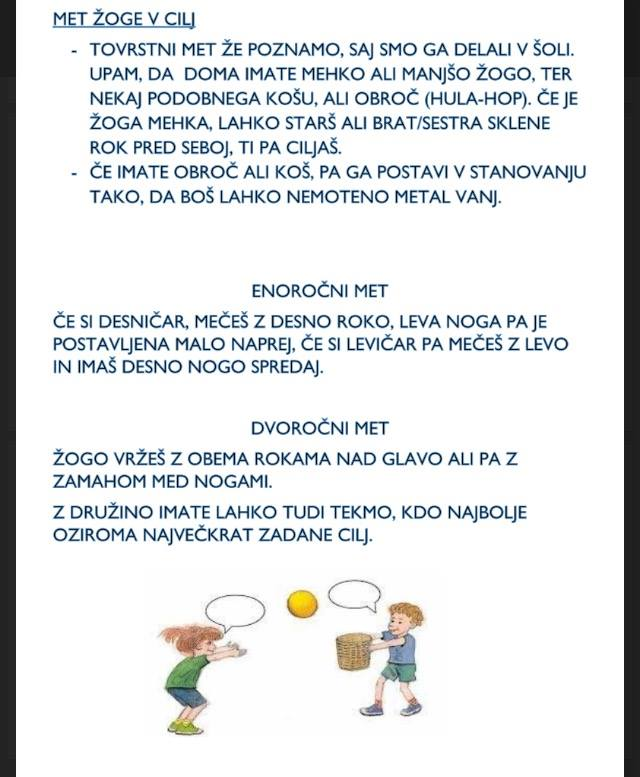 MET ŽOGE V CILJ
- TOVRSTNI MET ŽE POZNAMO, SAJ SMO GA DELALI V ŠOLI.
UPAM, DA DOMA IMATE MEHKO ALI MANJŠO ŽOGO, TER
NEKAJ PODOBNEGA KOŠU, ALI OBROČ (HULA-HOP). ČE JE
ŽOGA MEHKA, LAHKO STARŠ ALI BRAT/SESTRA SKLENE
ROK PRED SEBOJ, TI PA CILJAŠ.
- ČE IMATE OBROČ ALI KOŠ, PA GA POSTAVI V STANOVANJU
TAKO, DA BOŠ LAHKO NEMOTENO METAL VANJ.
ENOROČNI MET
ČE SI DESNIČAR, MEČEŠ Z DESNO ROKO, LEVA NOGA PA JE
POSTAVLJENA MALO NAPREJ, ČE SI LEVIČAR PA MEČEŠ Z LEVO
IN IMAŠ DESNO NOGO SPREDAJ.
DVOROČNI MET
ŽOGO VRŽEŠ Z OBEMA ROKAMA NAD GLAVO ALI PA Z
ZAMAHOM MED NOGAMI.
Z DRUŽINO IMATE LAHKO TUDI TEKMO, KDO NAJBOLJE
OZIROMA NAJVEČKRAT ZADANE CILJ.